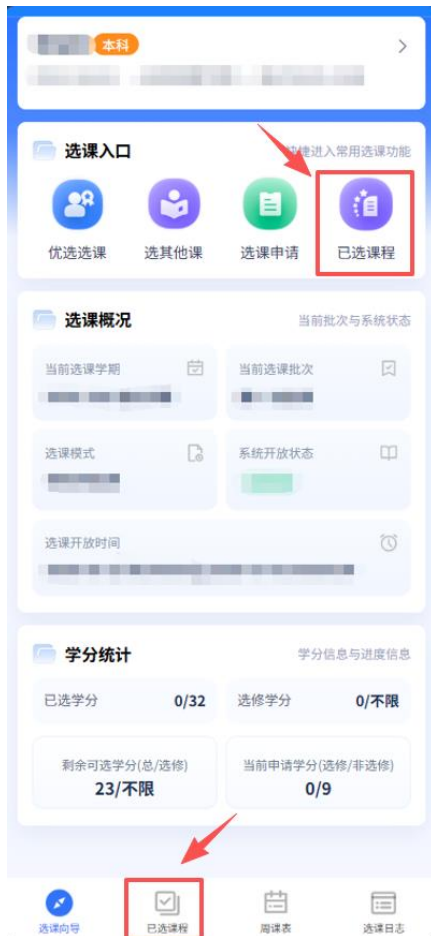 本科
选课入口 快捷进入常用选课功能
优选选课 选其他课 选课申请 已选课程
选课概况 当前批次与系统状态
当前选课学期 当前选课批次
选课模式 系统开放状态
选课开放时间
学分统计 学分信息与进度信息
已选学分 0/32 选修学分 0/不限
剩余可选学分(总/选修) 当前申请学分(选修/非选修)
23/不限 0/9
选课向导 已选课程 周课表 选课日志